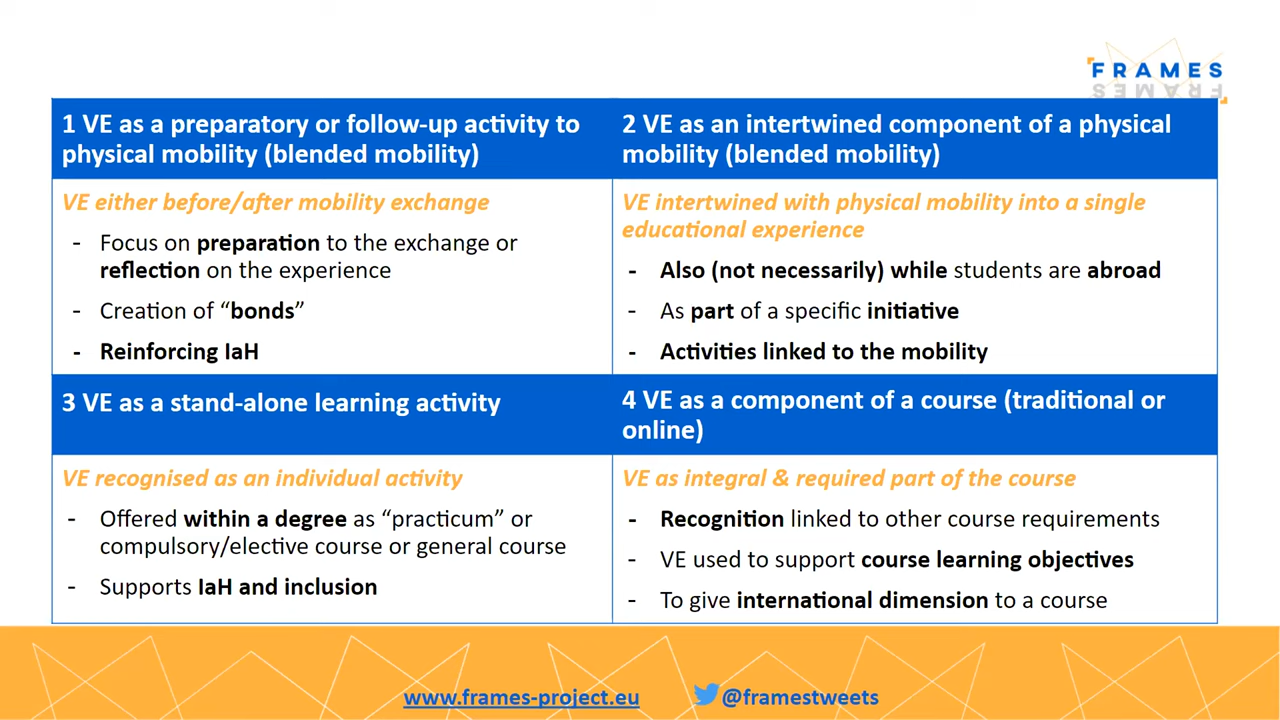 FRAMES
1 VE as a preparatory or follow-up activity to
physical mobility (blended mobility)
VE either before/after mobility exchange
- Focus on preparation to the exchange or
reflection on the experience
- Creation of “bonds”
- Reinforcing IaH
2 VE as an intertwined component of a physical
mobility (blended mobility)
VE intertwined with physical mobility into a single
educational experience
- Also (not necessarily) while students are abroad
- As part of a specific initiative
- Activities linked to the mobility
3 VE as a stand-alone learning activity
VE recognised as an individual activity
- Offered within a degree as “practicum” or
compulsory/elective course or general course
- Supports IaH and inclusion
4 VE as a component of a course (traditional or
online)
VE as integral & required part of the course
- Recognition linked to other course requirements
- VE used to support course learning objectives
- To give international dimension to a course
www.frames-project.eu
@framestweets